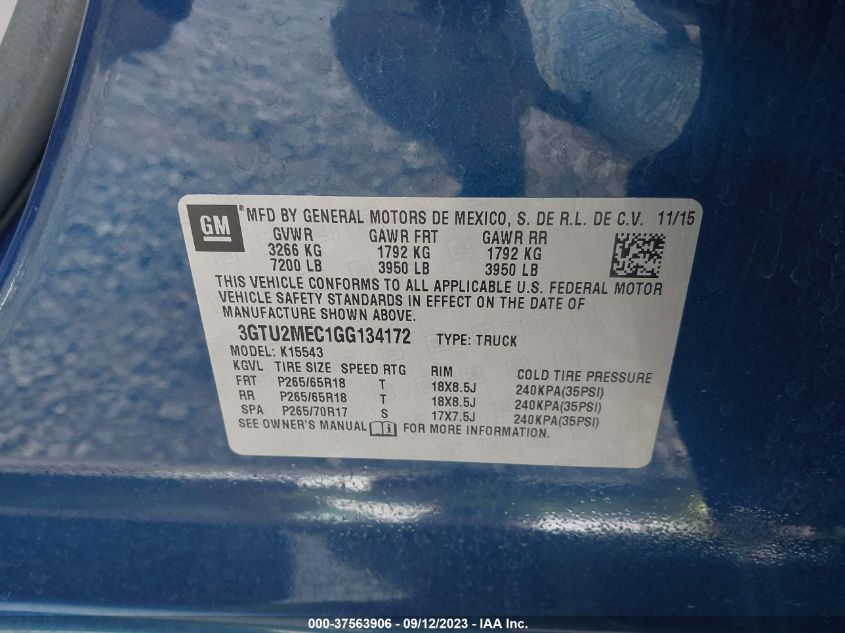 GM ® MFD BY GENERAL MOTORS DE MEXICO, S. DE R.L. DE C.V. 11/15
GVWR GAWR FRT GAWR RR
3266 KG 1792 KG 1792 KG
7200 LB 3950 LB 3950 LB
THIS VEHICLE CONFORMS TO ALL APPLICABLE U.S. FEDERAL MOTOR
VEHICLE SAFETY STANDARDS IN EFFECT ON THE DATE OF
MANUFACTURE SHOWN ABOVE.
3GTU2MEC1GG134172 TYPE: TRUCK
MODEL: K15543
KGVL TIRE SIZE SPEED RTG RIM COLD TIRE PRESSURE
FRT P265/65R18 T 18X8.5J 240KPA(35PSI)
RR P265/65R18 T 18X8.5J 240KPA(35PSI)
SPA P265/70R17 S 17X7.5J 240KPA(35PSI)
SEE OWNER'S MANUAL FOR MORE INFORMATION.
000-37563906 - 09/12/2023 - IAA Inc.